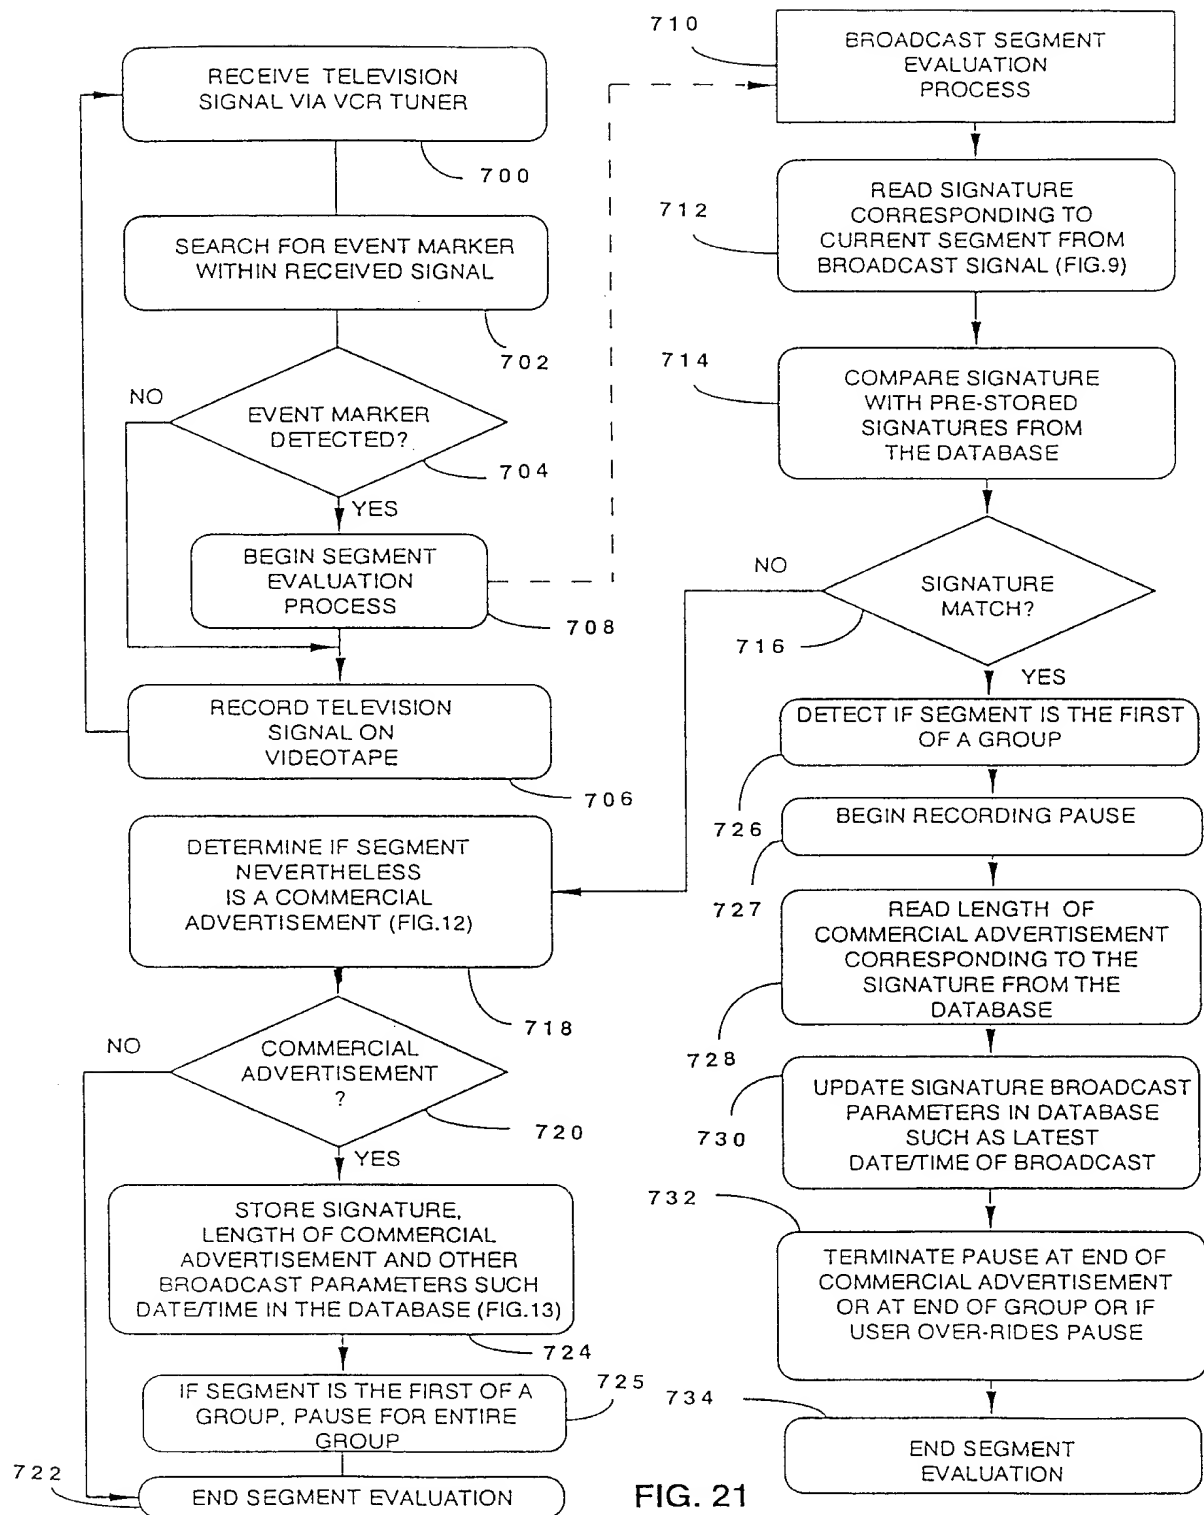 RECEIVE TELEVISION
SIGNAL VIA VCR TUNER
700
SEARCH FOR EVENT MARKER
WITHIN RECEIVED SIGNAL
702
NO
EVENT MARKER
DETECTED?
704
YES
BEGIN SEGMENT
EVALUATION
PROCESS
708
RECORD TELEVISION
SIGNAL ON
VIDEOTAPE
706
710
BROADCAST SEGMENT
EVALUATION
PROCESS
712
READ SIGNATURE
CORRESPONDING TO
CURRENT SEGMENT FROM
BROADCAST SIGNAL (FIG.9)
714
COMPARE SIGNATURE
WITH PRE-STORED
SIGNATURES FROM
THE DATABASE
NO
SIGNATURE
MATCH?
716
YES
DETERMINE IF SEGMENT
NEVERTHELESS
IS A COMMERCIAL
ADVERTISEMENT (FIG.12)
718
NO
COMMERCIAL
ADVERTISEMENT
?
720
YES
STORE SIGNATURE,
LENGTH OF COMMERCIAL
ADVERTISEMENT AND OTHER
BROADCAST PARAMETERS SUCH
DATE/TIME IN THE DATABASE (FIG.13)
724
IF SEGMENT IS THE FIRST OF A
GROUP, PAUSE FOR ENTIRE
GROUP
725
722
END SEGMENT EVALUATION
DETECT IF SEGMENT IS THE FIRST
OF A GROUP
726
BEGIN RECORDING PAUSE
727
READ LENGTH OF
COMMERCIAL ADVERTISEMENT
CORRESPONDING TO THE
SIGNATURE FROM THE
DATABASE
728
UPDATE SIGNATURE BROADCAST
PARAMETERS IN DATABASE
SUCH AS LATEST
DATE/TIME OF BROADCAST
730
732
TERMINATE PAUSE AT END OF
COMMERCIAL ADVERTISEMENT
OR AT END OF GROUP OR IF
USER OVER-RIDES PAUSE
734
END SEGMENT
EVALUATION
FIG. 21